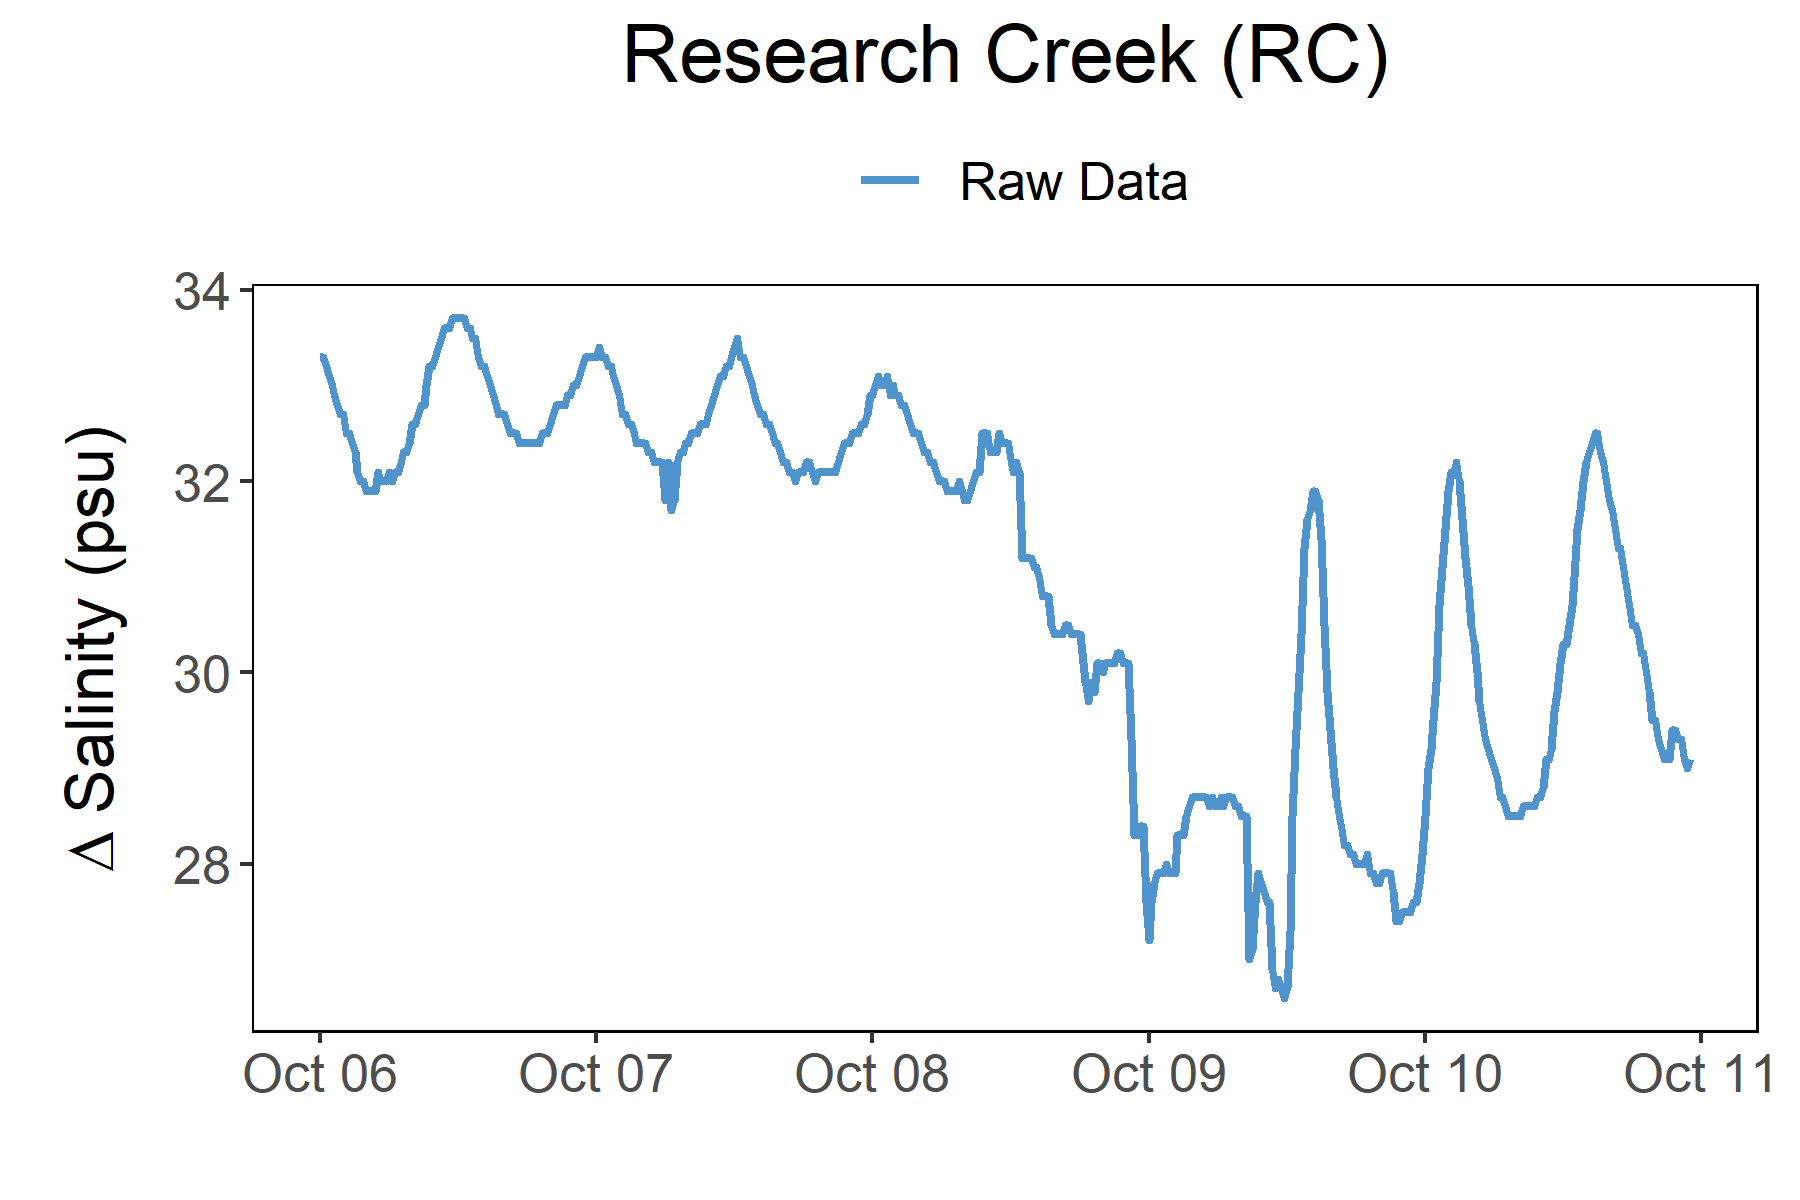 Research Creek (RC)
Raw Data
Δ Salinity (psu)
34
32
30
28
Oct 06
Oct 07
Oct 08
Oct 09
Oct 10
Oct 11